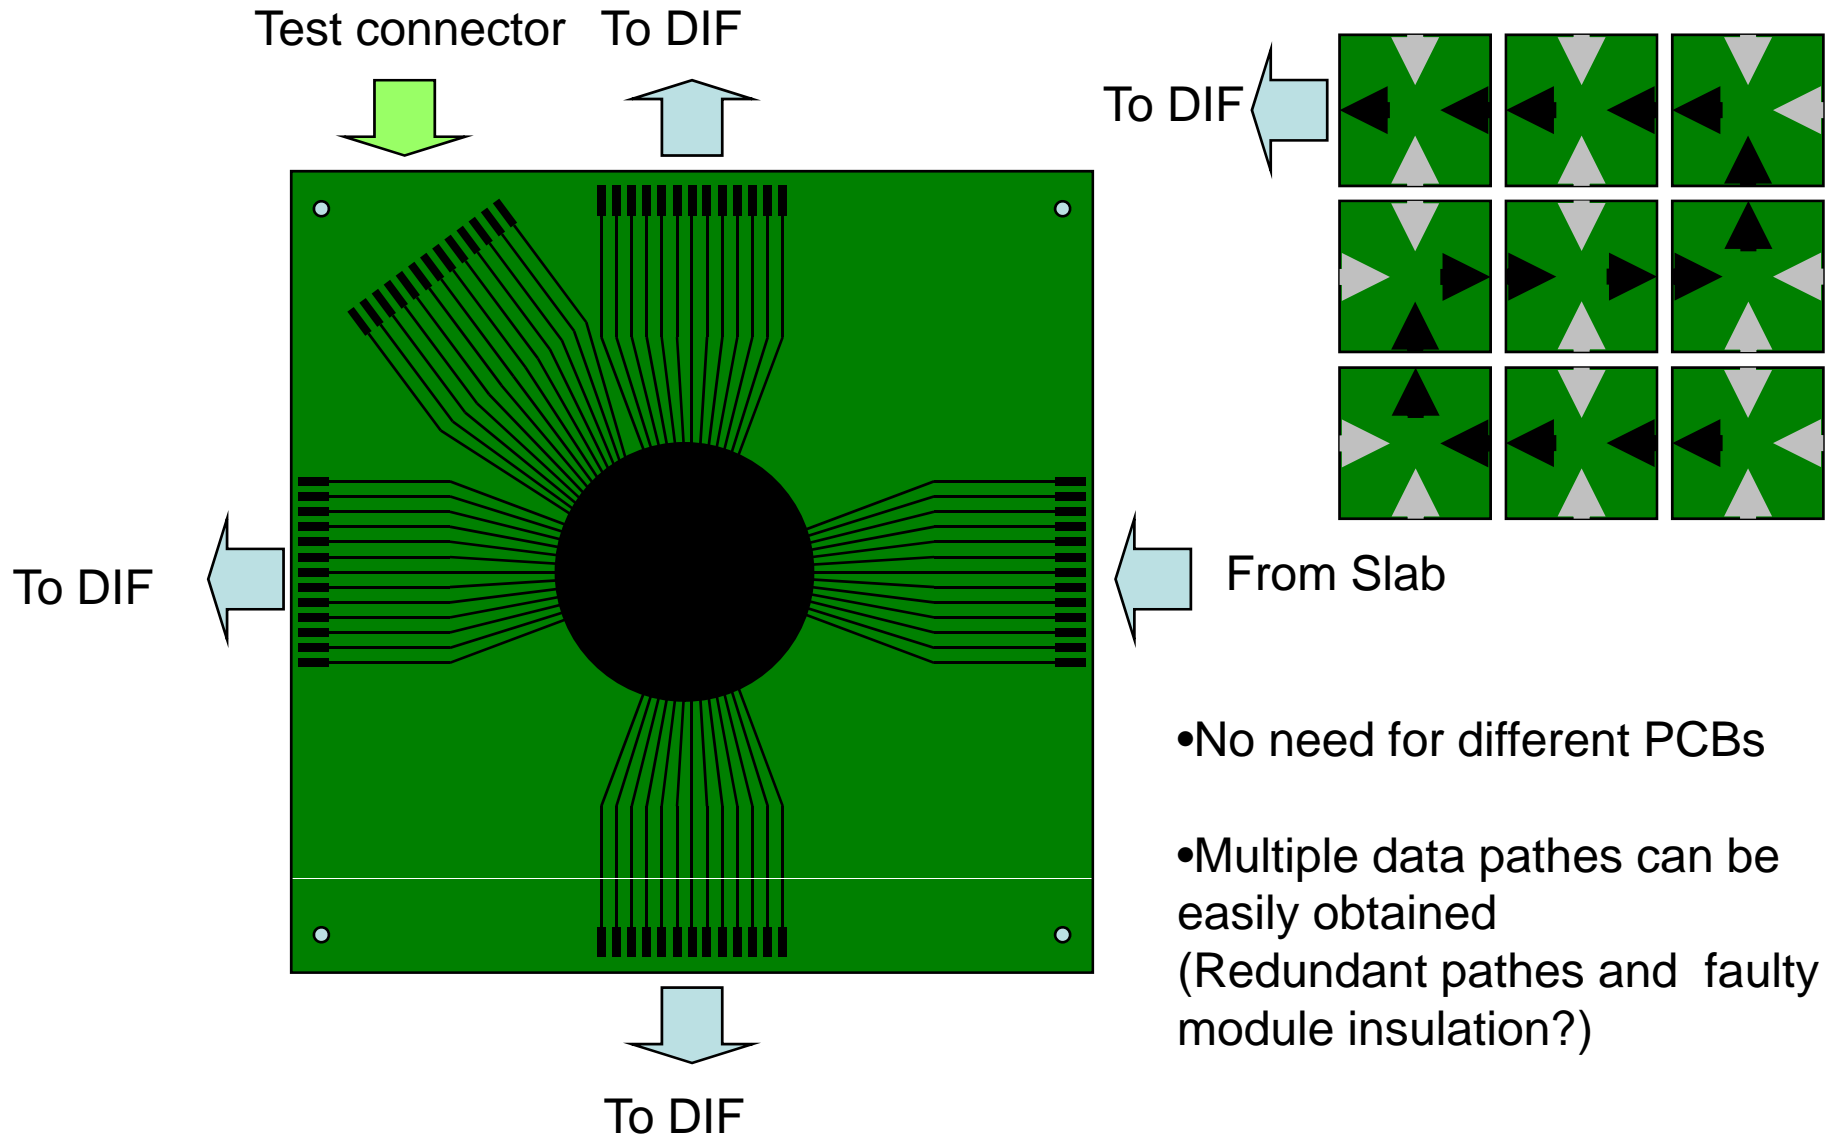 Test connector To DIF
To DIF
To DIF
From Slab
•No need for different PCBs
•Multiple data pathes can be
easily obtained
(Redundant pathes and faulty
module insulation?)
To DIF